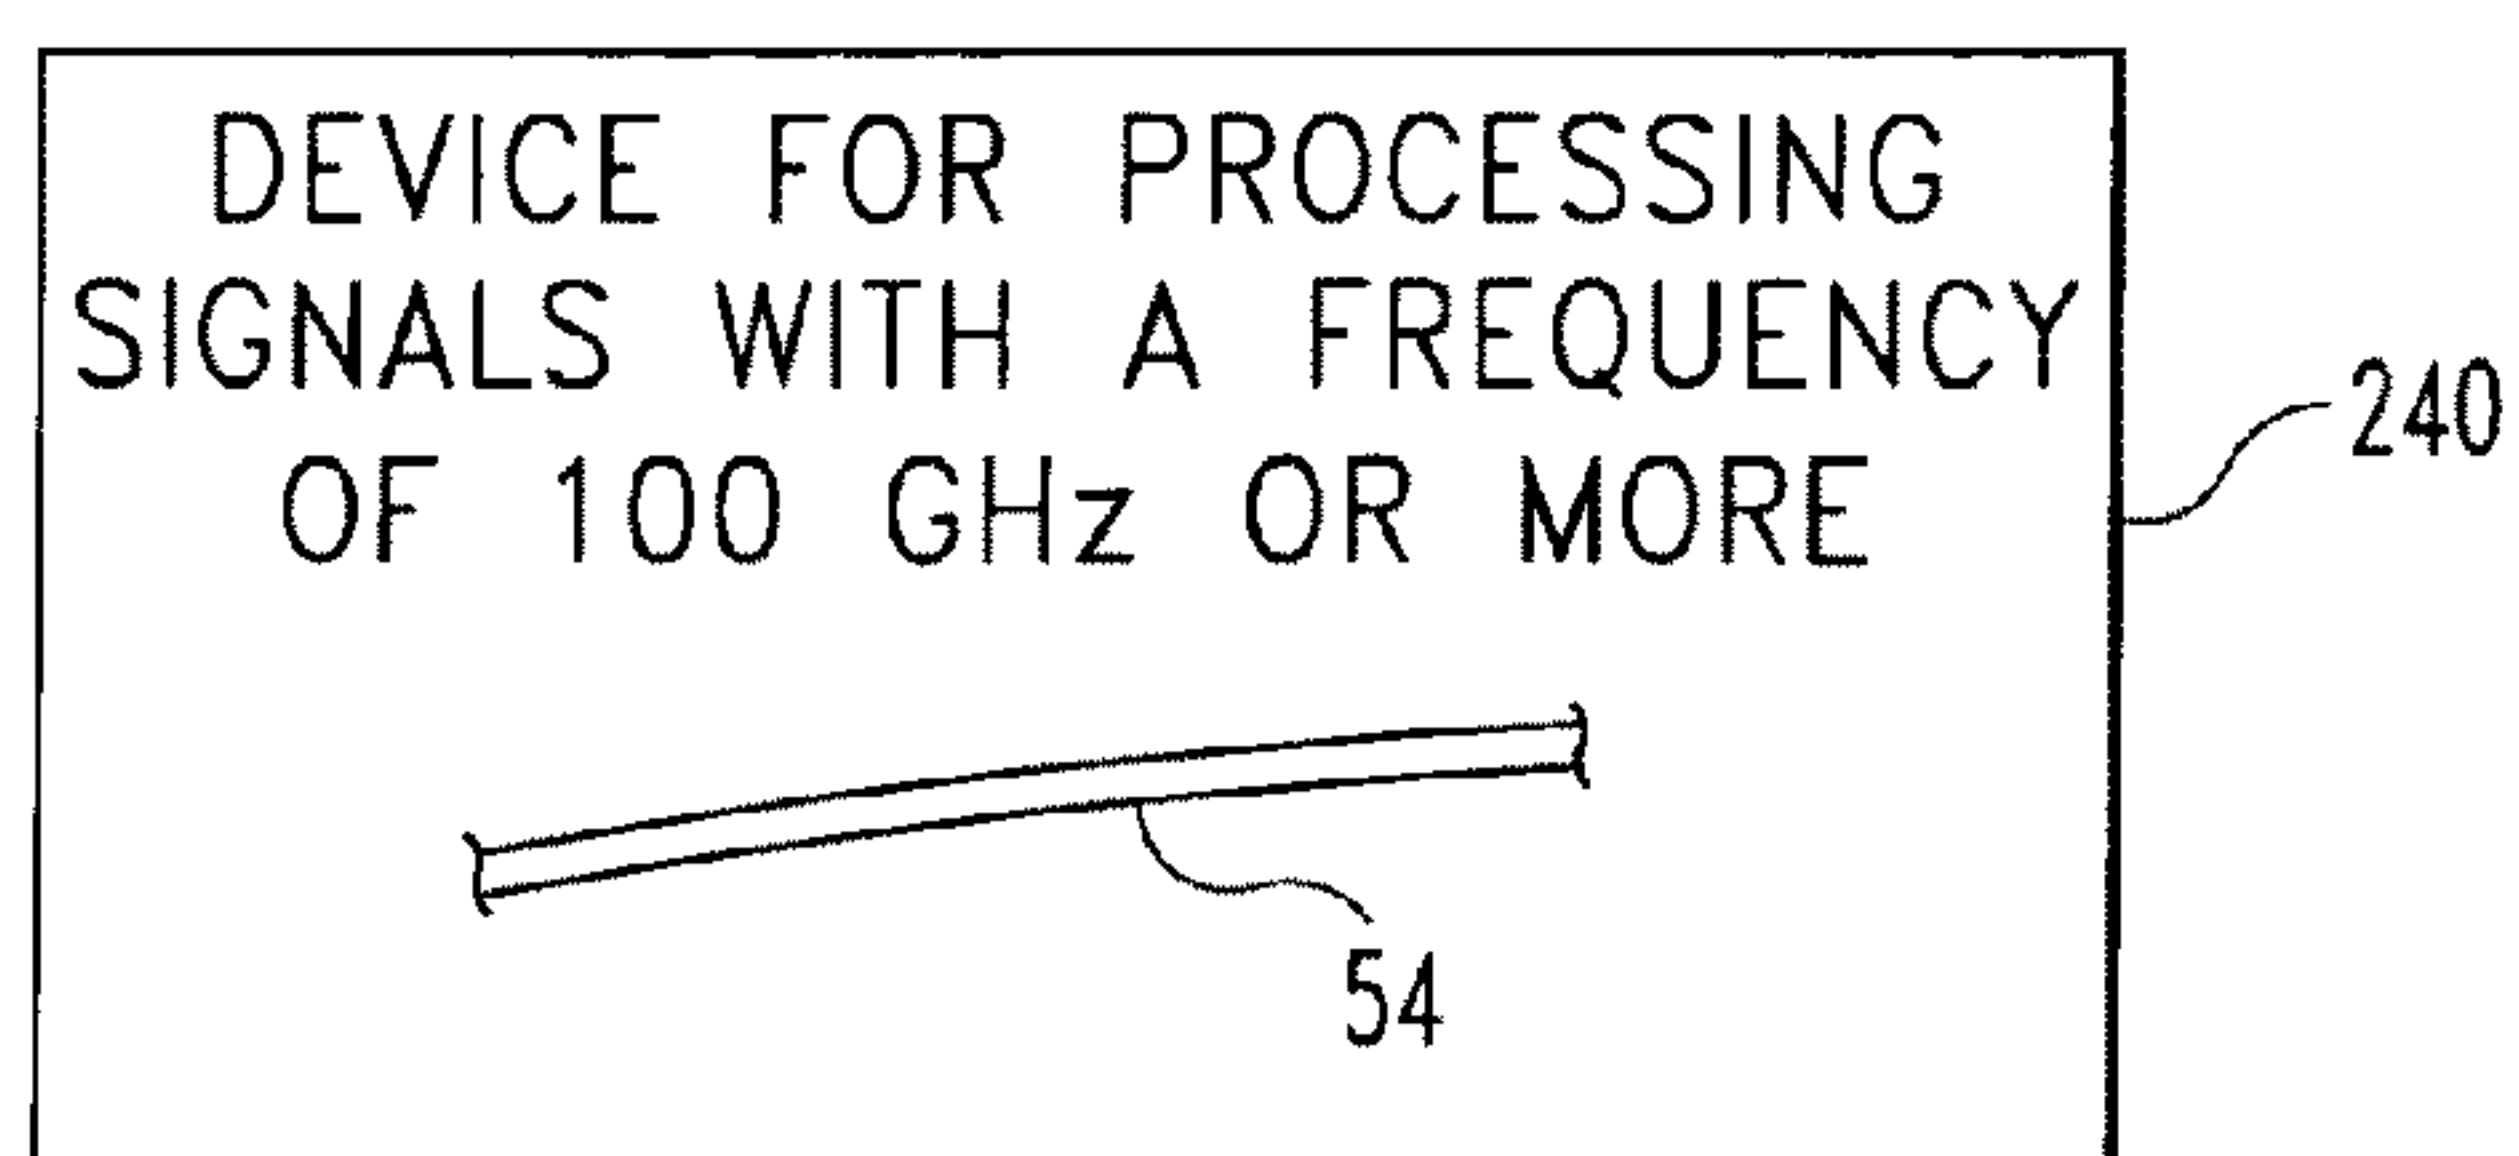 DEVICE FOR PROCESSING
SIGNALS WITH A FREQUENCY
OF 100 GHz OR MORE
240
54